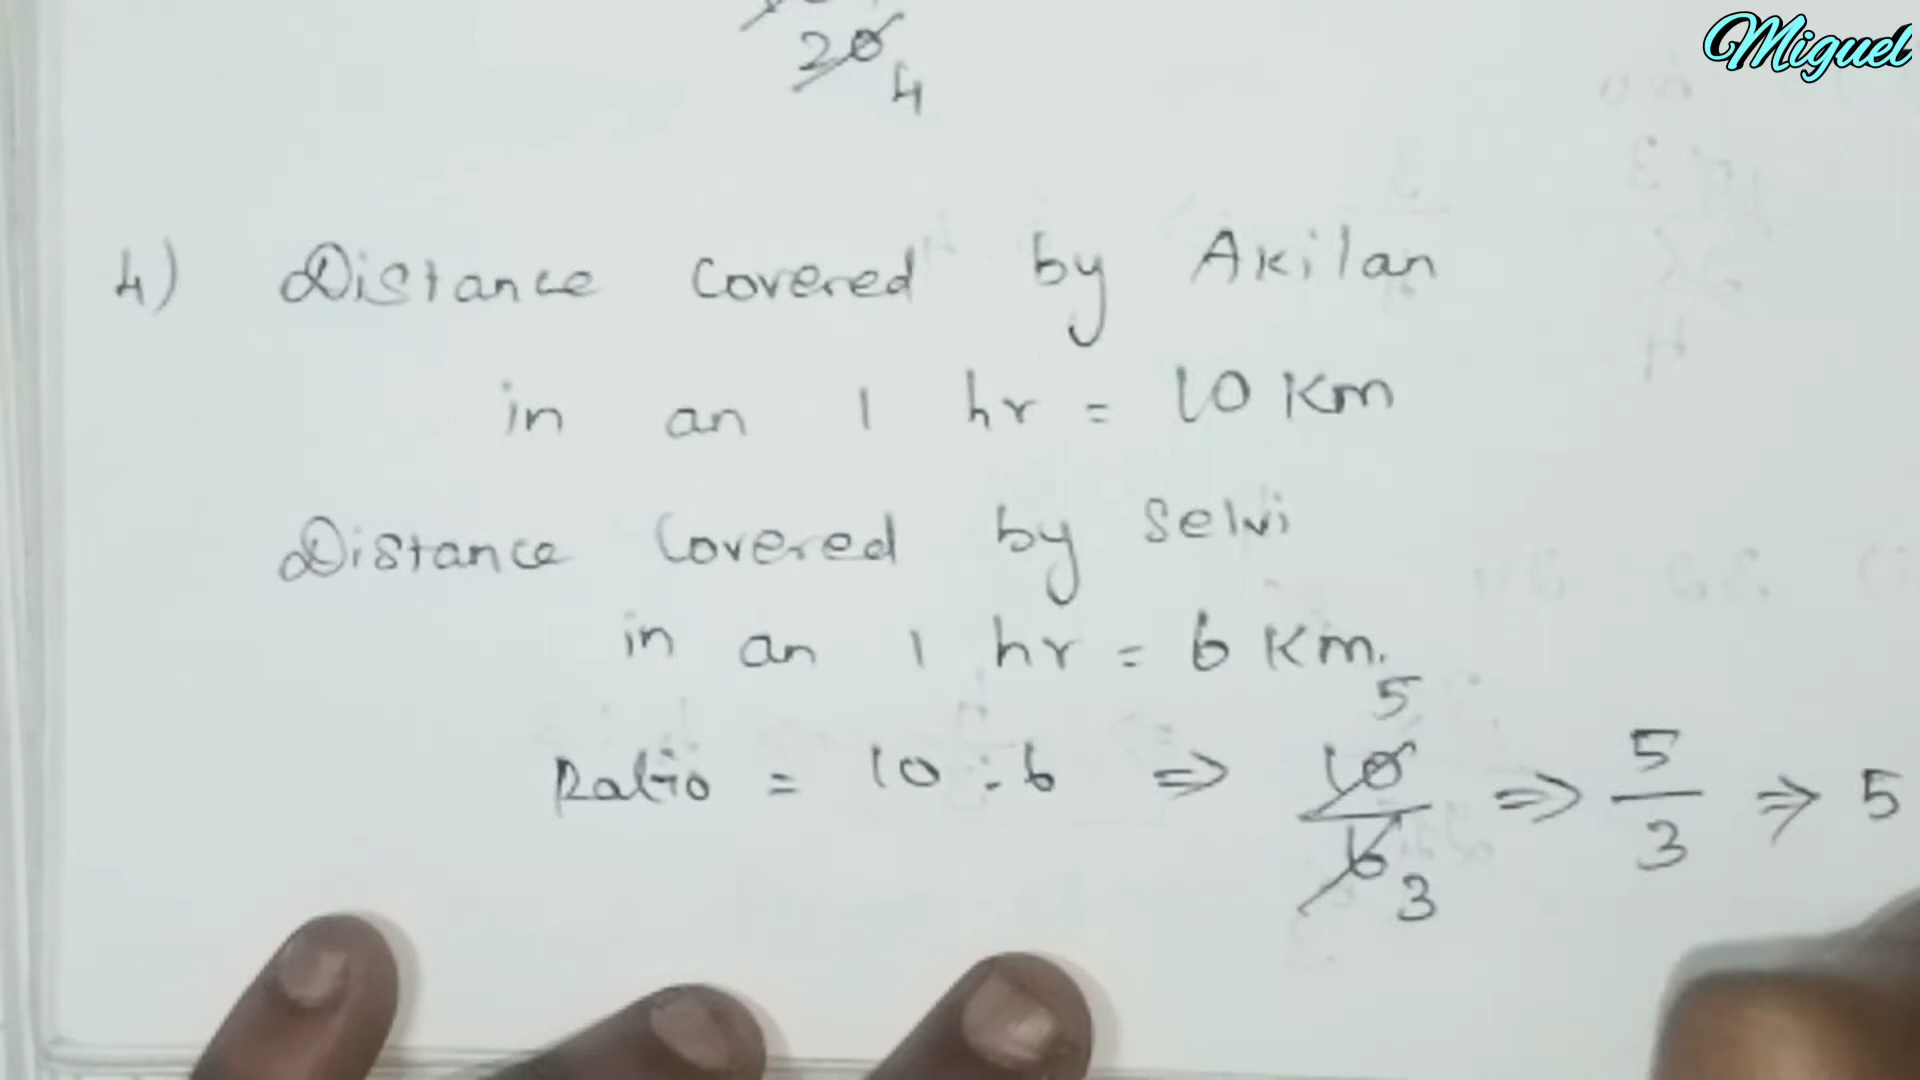 Miguel
20
4
4) Distance covered by Akilan
in an 1 hr = 10 Km
Distance covered by Selvi
in an 1 hr = 6 Km.
5
Ratio = 10:6 ⇒ 10/6 ⇒ 5/3 ⇒ 5
3